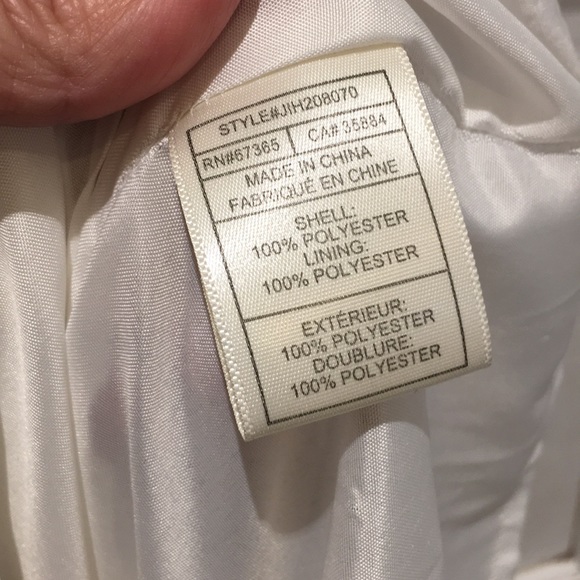 STYLE#JIH208070
RN#67365 CA# 35884
MADE IN CHINA
FABRIQUÉ EN CHINE
SHELL:
100% POLYESTER
LINING:
100% POLYESTER
EXTÉRIEUR:
100% POLYESTER
DOUBLURE:
100% POLYESTER